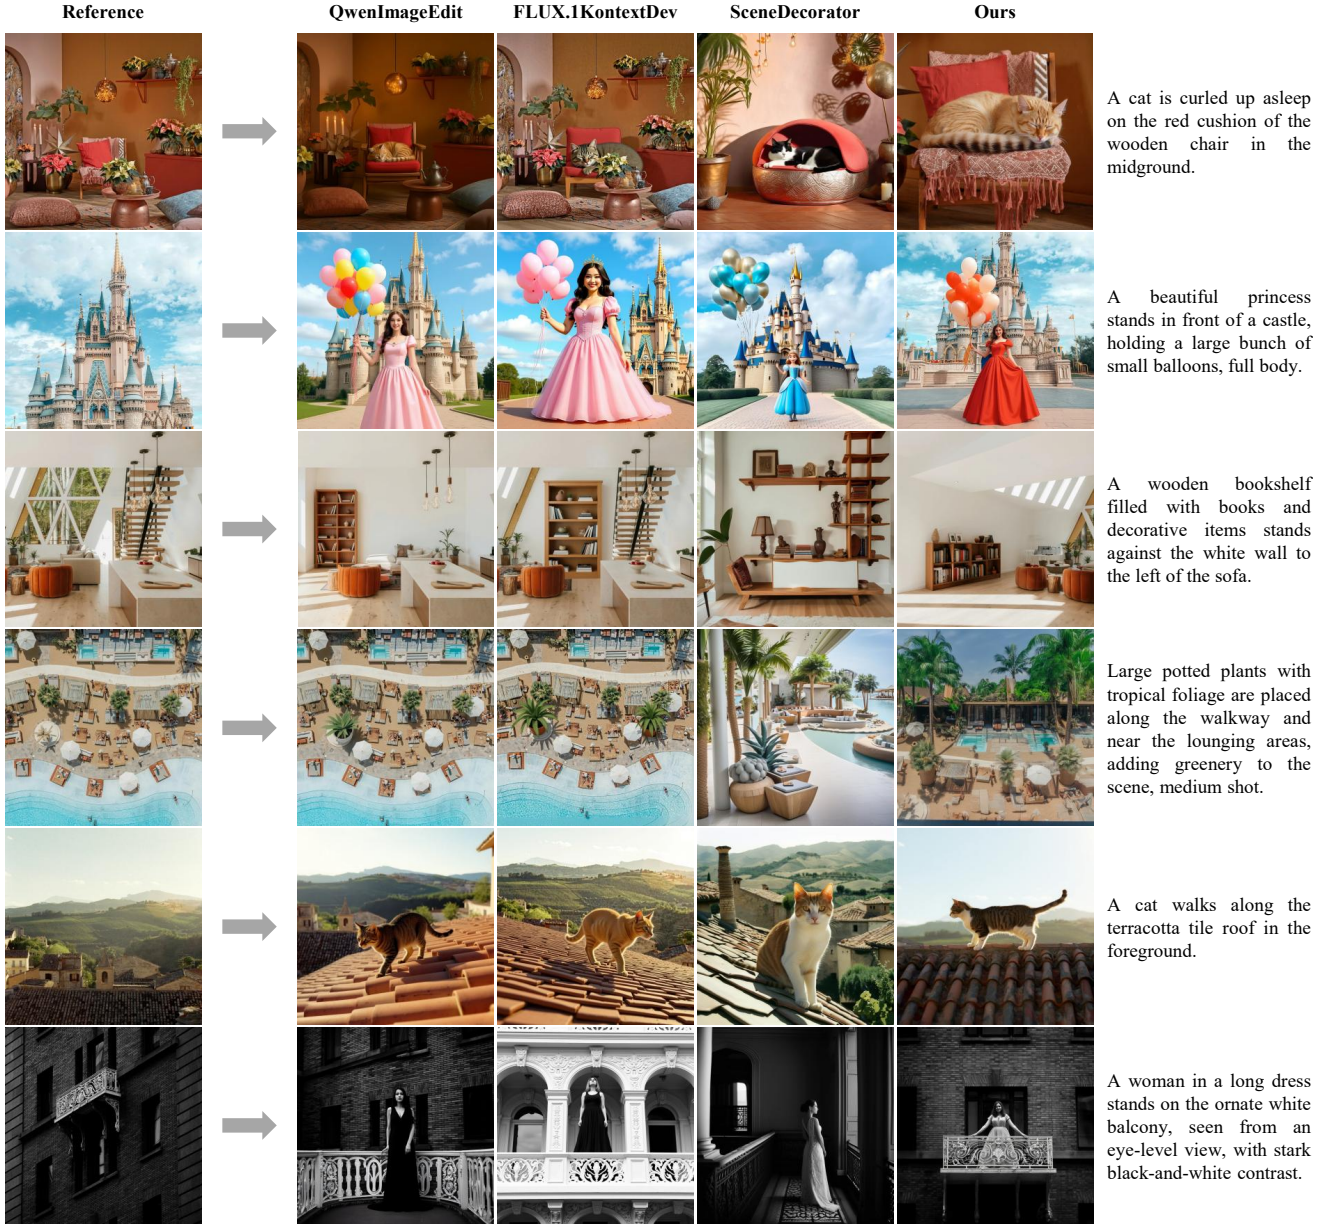 Reference
QwenImageEdit
FLUX.1KontextDev
SceneDecorator
Ours
A cat is curled up asleep
on the red cushion of the
wooden chair in the
midground.
A beautiful princess
stands in front of a castle,
holding a large bunch of
small balloons, full body.
A wooden bookshelf
filled with books and
decorative items stands
against the white wall to
the left of the sofa.
Large potted plants with
tropical foliage are placed
along the walkway and
near the lounging areas,
adding greenery to the
scene, medium shot.
A cat walks along the
terracotta tile roof in the
foreground.
A woman in a long dress
stands on the ornate white
balcony, seen from an
eye-level view, with stark
black-and-white contrast.